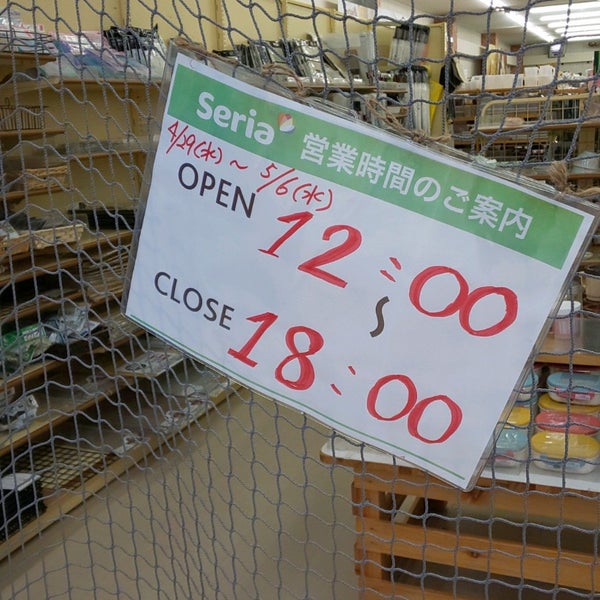 Seria 営業時間のご案内
4/29(水)～5/6(水)
OPEN 12:00
～
CLOSE 18:00